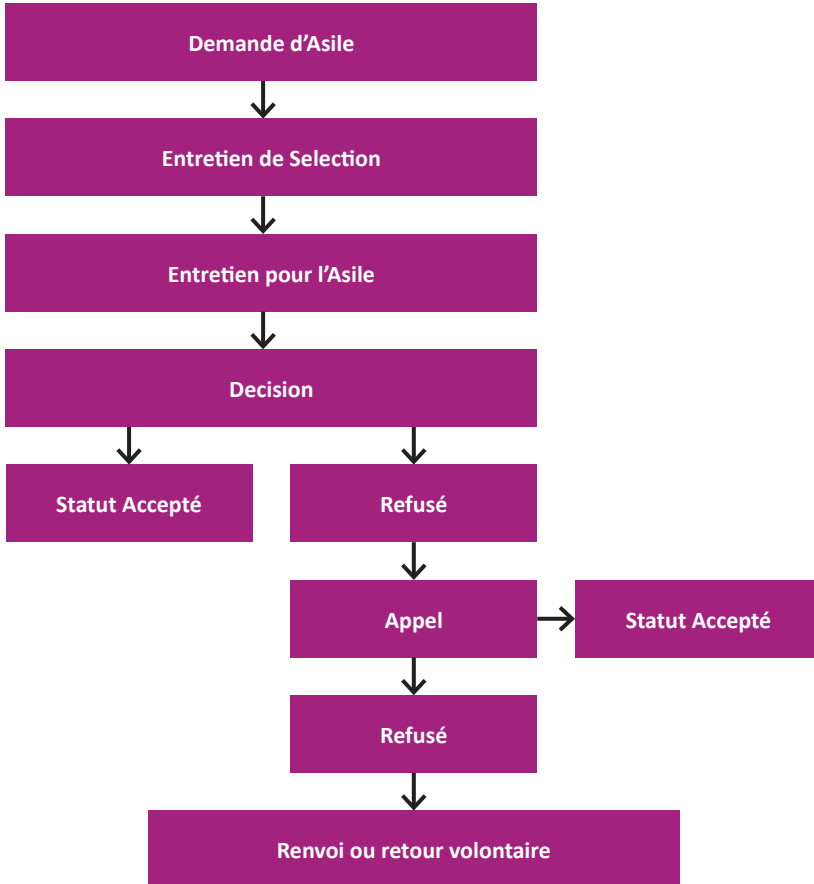 Demande d’Asile
Entretien de Selection
Entretien pour l’Asile
Decision
Statut Accepté
Refusé
Appel
Statut Accepté
Refusé
Renvoi ou retour volontaire